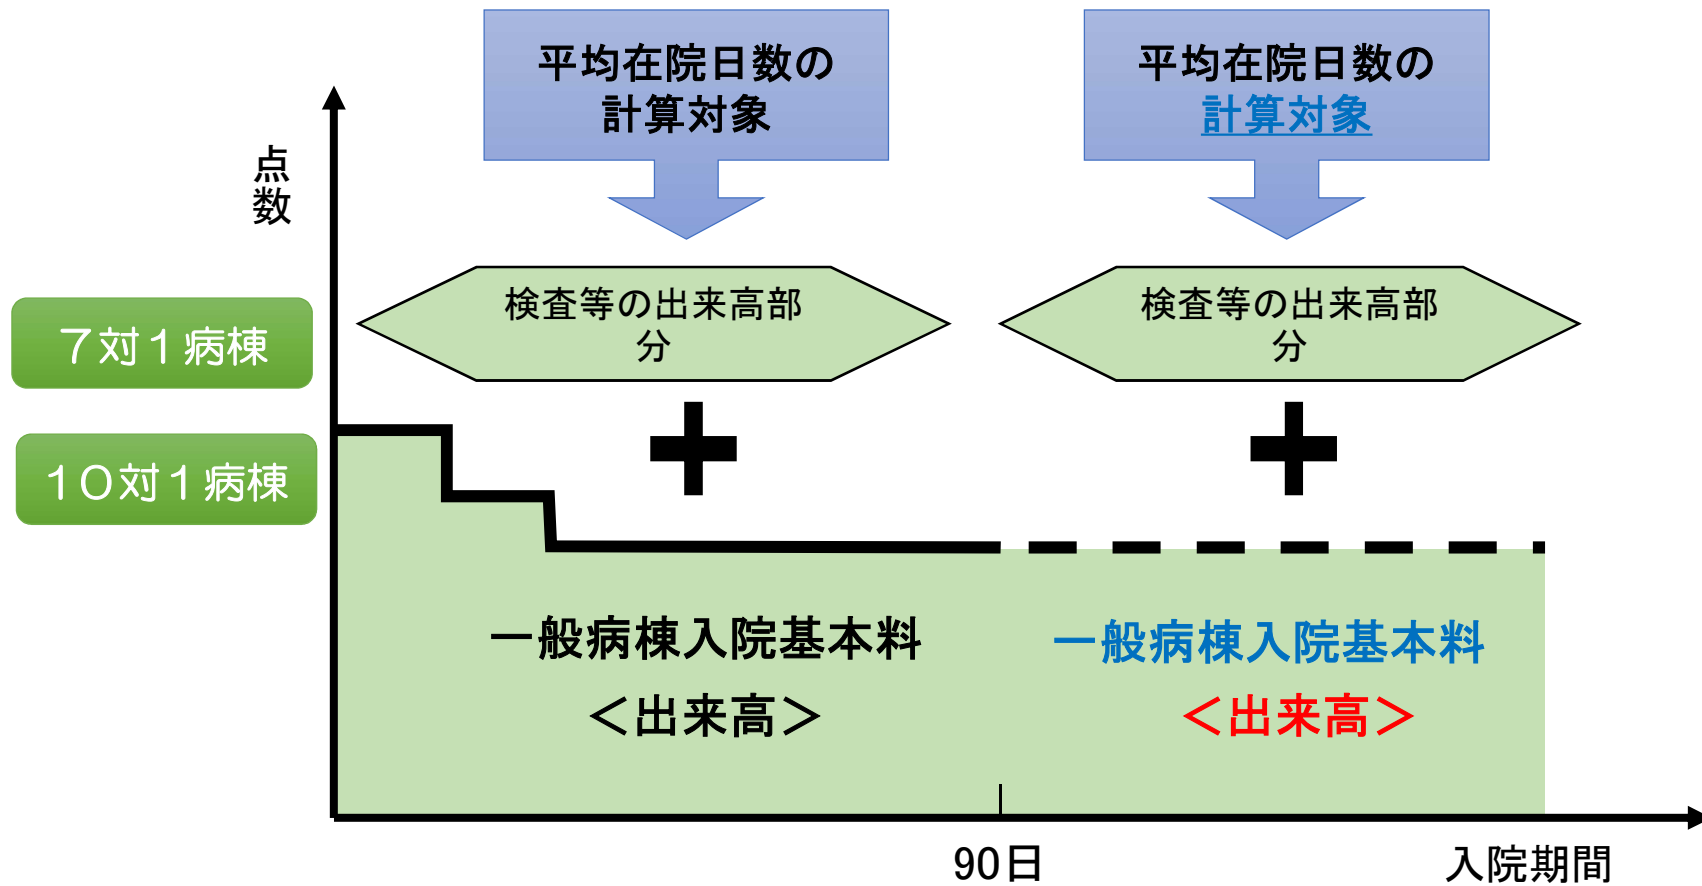 平均在院日数の
計算対象
平均在院日数の
計算対象
点
数
検査等の出来高部
分
検査等の出来高部
分
７対１病棟
１０対１病棟
一般病棟入院基本料
＜出来高＞
一般病棟入院基本料
＜出来高＞
90日
入院期間